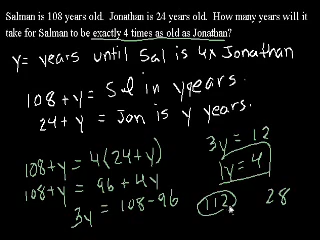 Salman is 108 years old. Jonathan is 24 years old. How many years will it
take for Salman to be exactly 4 times as old as Jonathan?
y = years until Sal is 4x Jonathan
108 + y = Sal in y years.
24 + y = Jon is y years.
108 + y = 4(24 + y)
108 + y = 96 + 4y
3y = 108 - 96
3y = 12
y = 4
112 28